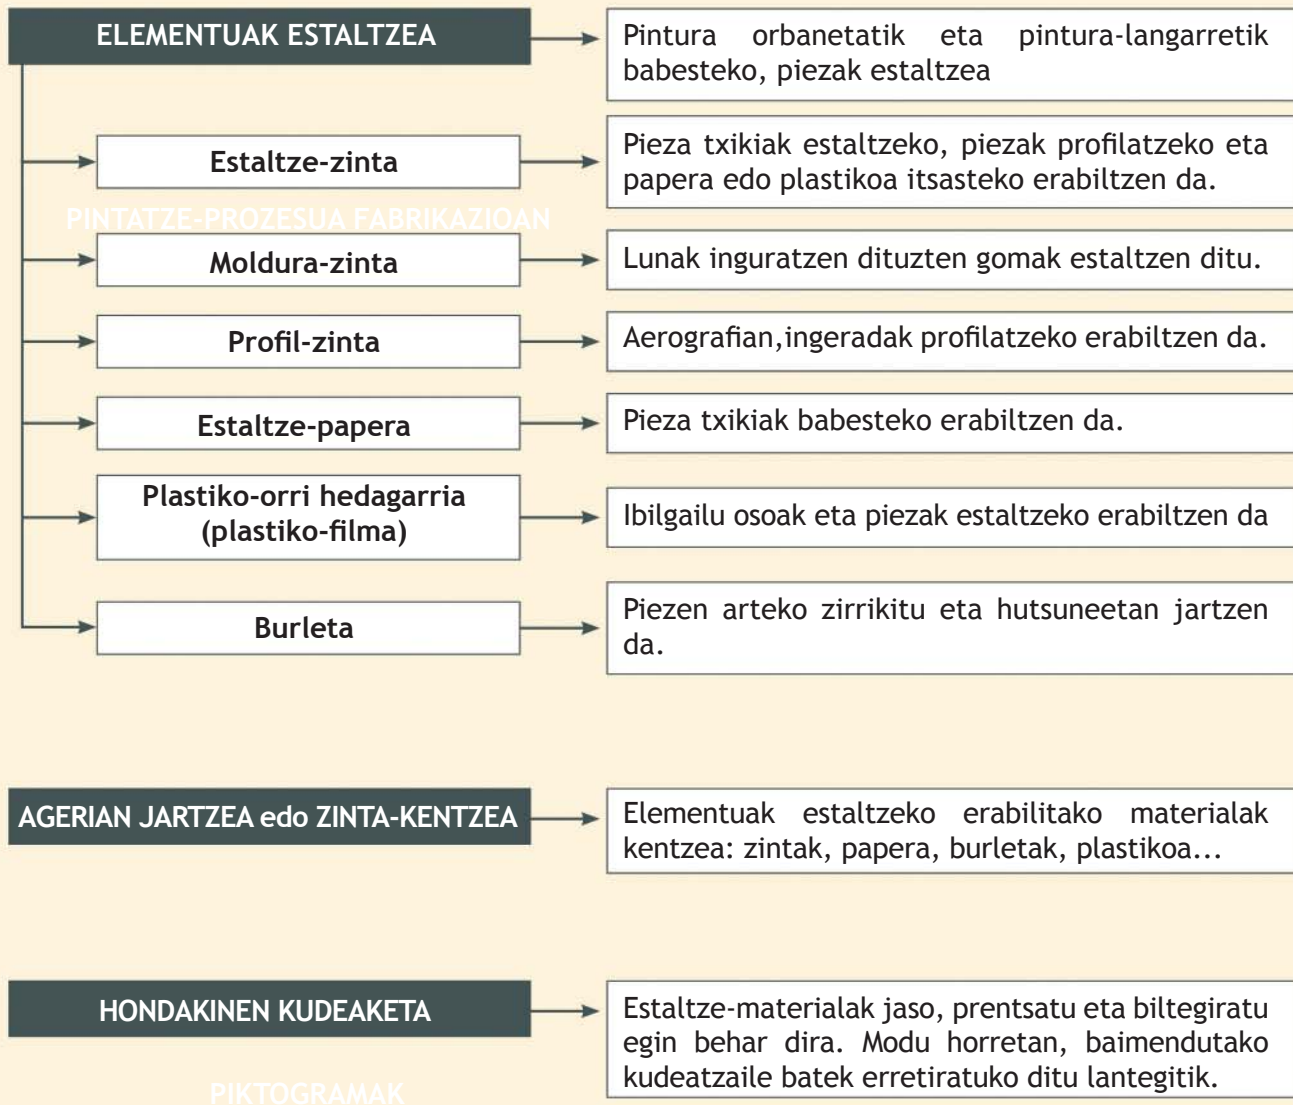 ELEMENTUAK ESTALTZEA
Pintura orbanetatik eta pintura-langarretik
babesteko, piezak estaltzea
Estaltze-zinta
Pieza txikiak estaltzeko, piezak profilatzeko eta
papera edo plastikoa itsasteko erabiltzen da.
PINTATZE-PROZESUA FABRIKAZIOAN
Moldura-zinta
Lunak inguratzen dituzten gomak estaltzen ditu.
Profil-zinta
Aerografian,ingeradak profilatzeko erabiltzen da.
Estaltze-papera
Pieza txikiak babesteko erabiltzen da.
Plastiko-orri hedagarria
(plastiko-filma)
Ibilgailu osoak eta piezak estaltzeko erabiltzen da
Burleta
Piezen arteko zirrikitu eta hutsuneetan jartzen
da.
AGERIAN JARTZEA edo ZINTA-KENTZEA
Elementuak estaltzeko erabilitako materialak
kentzea: zintak, papera, burletak, plastikoa...
HONDAKINEN KUDEAKETA
Estaltze-materialak jaso, prentsatu eta biltegiratu
egin behar dira. Modu horretan, baimendutako
kudeatzaile batek erretiratuko ditu lantegitik.
PIKTOGRAMAK